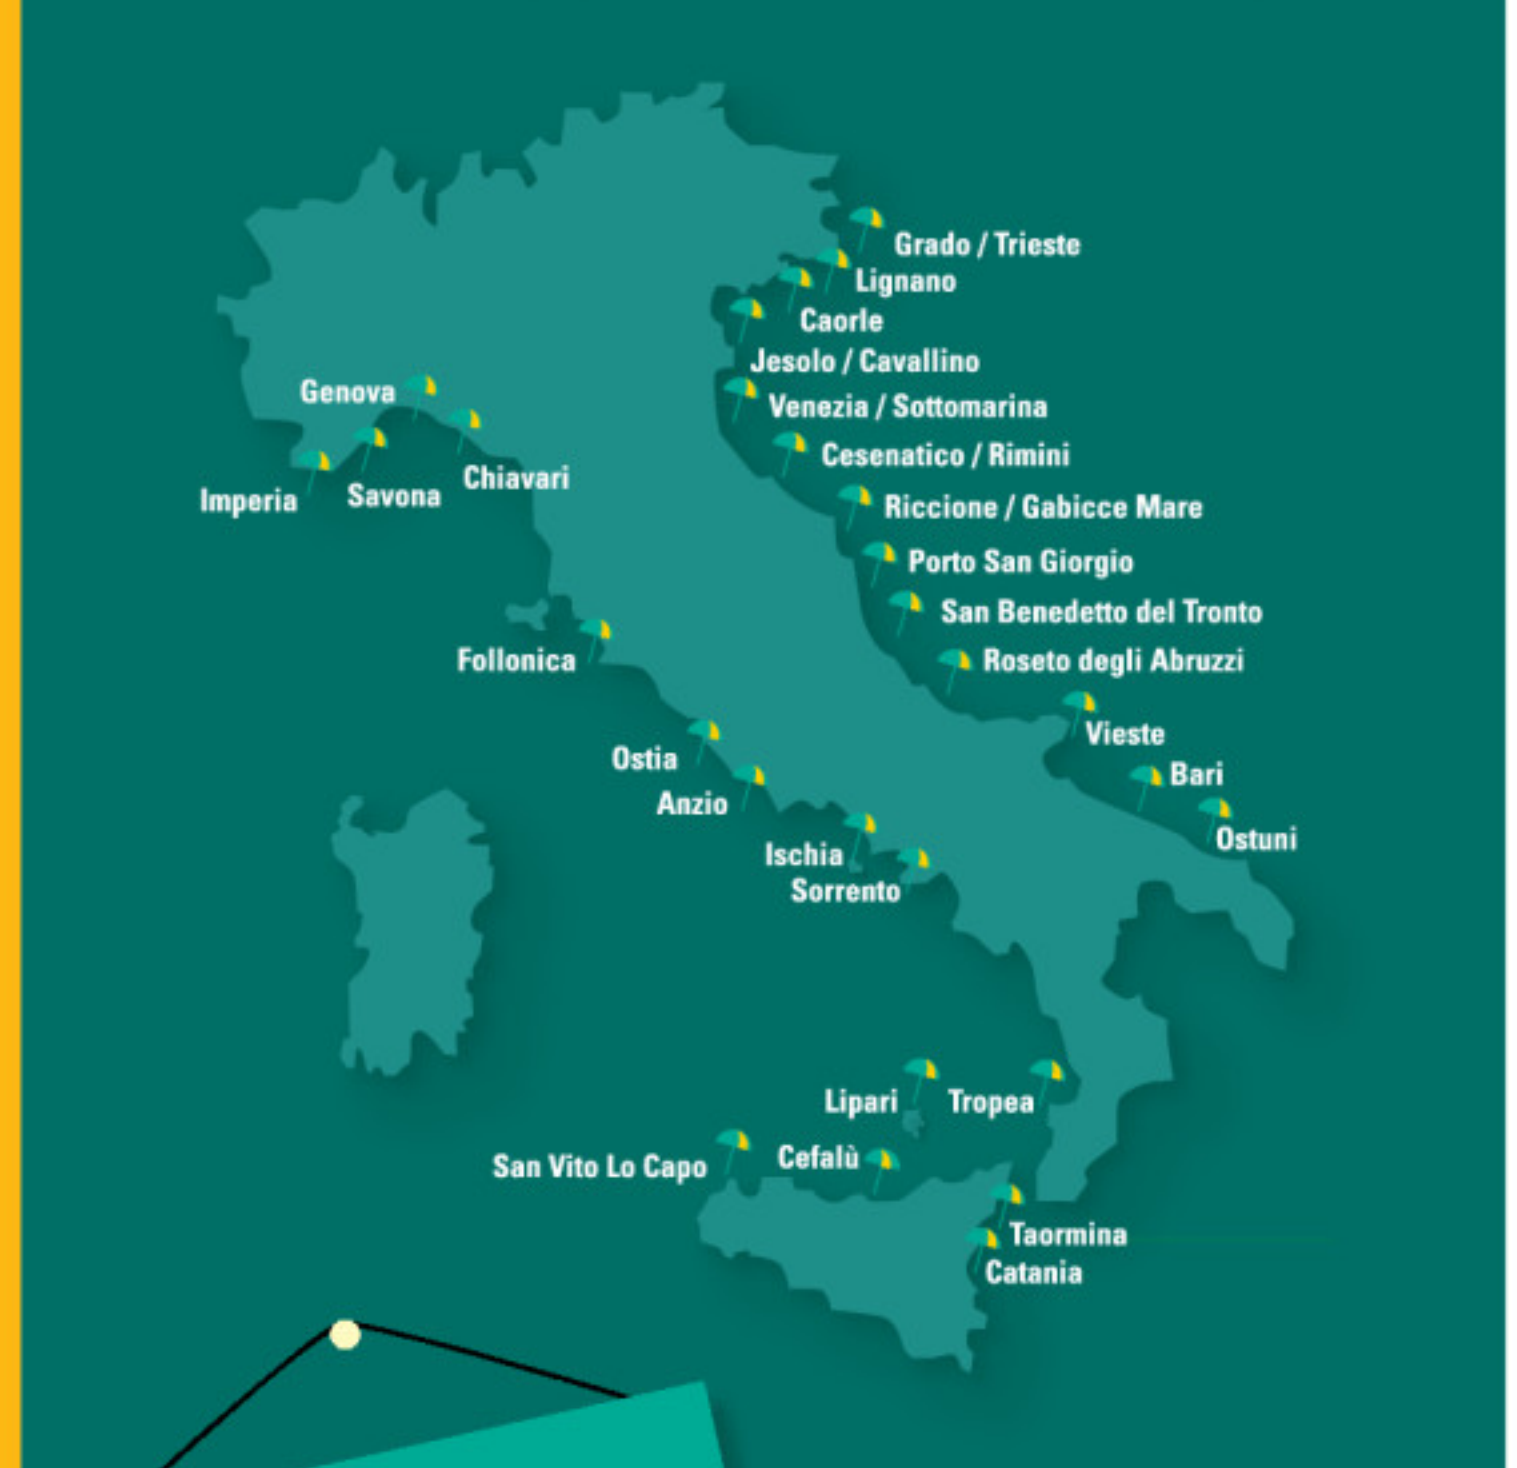 Grado / Trieste
Lignano
Caorle
Jesolo / Cavallino
Genova
Venezia / Sottomarina
Cesenatico / Rimini
Chiavari
Imperia
Savona
Riccione / Gabicce Mare
Porto San Giorgio
San Benedetto del Tronto
Follonica
Roseto degli Abruzzi
Vieste
Ostia
Bari
Anzio
Ostuni
Ischia
Sorrento
Lipari
Tropea
San Vito Lo Capo
Cefalù
Taormina
Catania